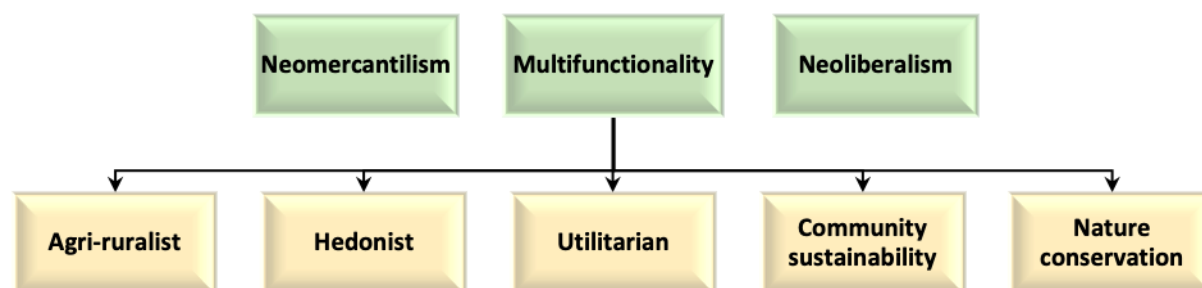 Neomercantilism
Multifunctionality
Neoliberalism
Agri-ruralist
Hedonist
Utilitarian
Community
sustainability
Nature
conservation